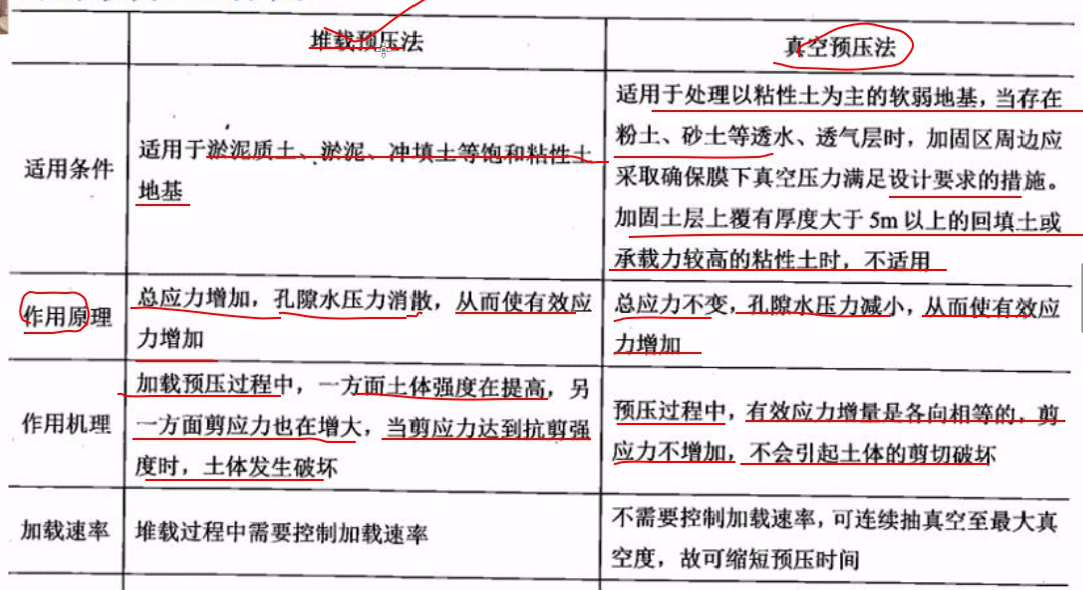 堆载预压法
真空预压法
适用条件
适用于淤泥质土、淤泥、冲填土等饱和粘性土
地基
适用于处理以粘性土为主的软弱地基，当存在
粉土、砂土等透水、透气层时，加固区周边应
采取确保膜下真空压力满足设计要求的措施。
加固土层上覆有厚度大于 5m 以上的回填土或
承载力较高的粘性土时，不适用
作用原理
总应力增加，孔隙水压力消散，从而使有效应
力增加
总应力不变，孔隙水压力减小，从而使有效应
力增加
作用机理
加载预压过程中，一方面土体强度在提高，另
一方面剪应力也在增大，当剪应力达到抗剪强
度时，土体发生破坏
预压过程中，有效应力增量是各向相等的，剪
应力不增加，不会引起土体的剪切破坏
加载速率
堆载过程中需要控制加载速率
不需要控制加载速率，可连续抽真空至最大真
空度，故可缩短预压时间